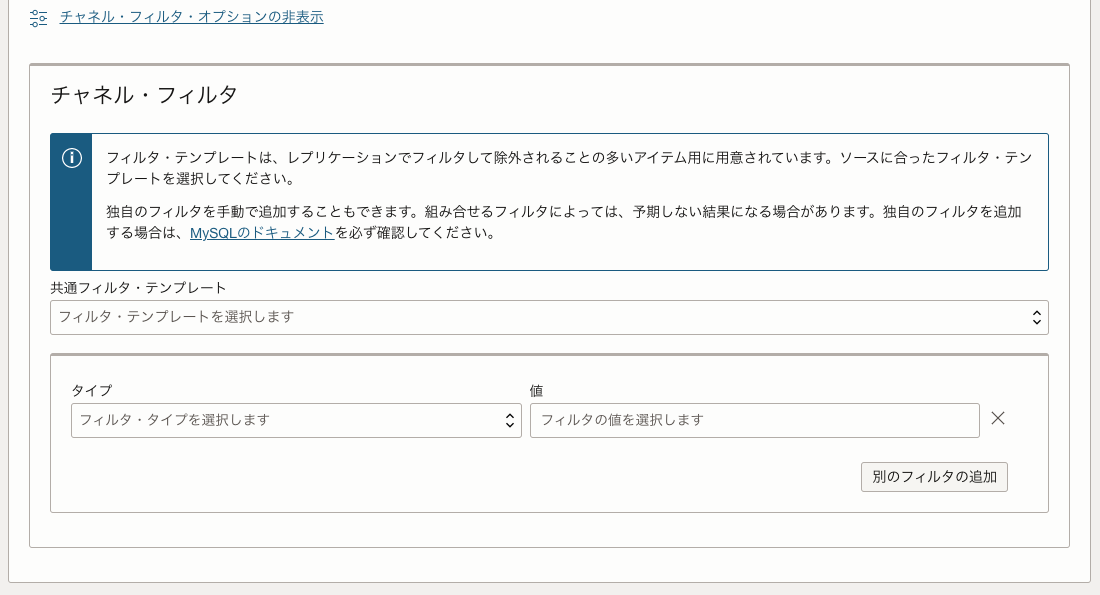 チャネル・フィルタ・オプションの非表示
チャネル・フィルタ
フィルタ・テンプレートは、レプリケーションでフィルタして除外されることの多いアイテム用に用意されています。ソースに合ったフィルタ・テン
プレートを選択してください。
独自のフィルタを手動で追加することもできます。組み合せるフィルタによっては、予期しない結果になる場合があります。独自のフィルタを追加
する場合は、MySQLのドキュメントを必ず確認してください。
共通フィルタ・テンプレート
フィルタ・テンプレートを選択します
タイプ
値
フィルタ・タイプを選択します
フィルタの値を選択します
別のフィルタの追加